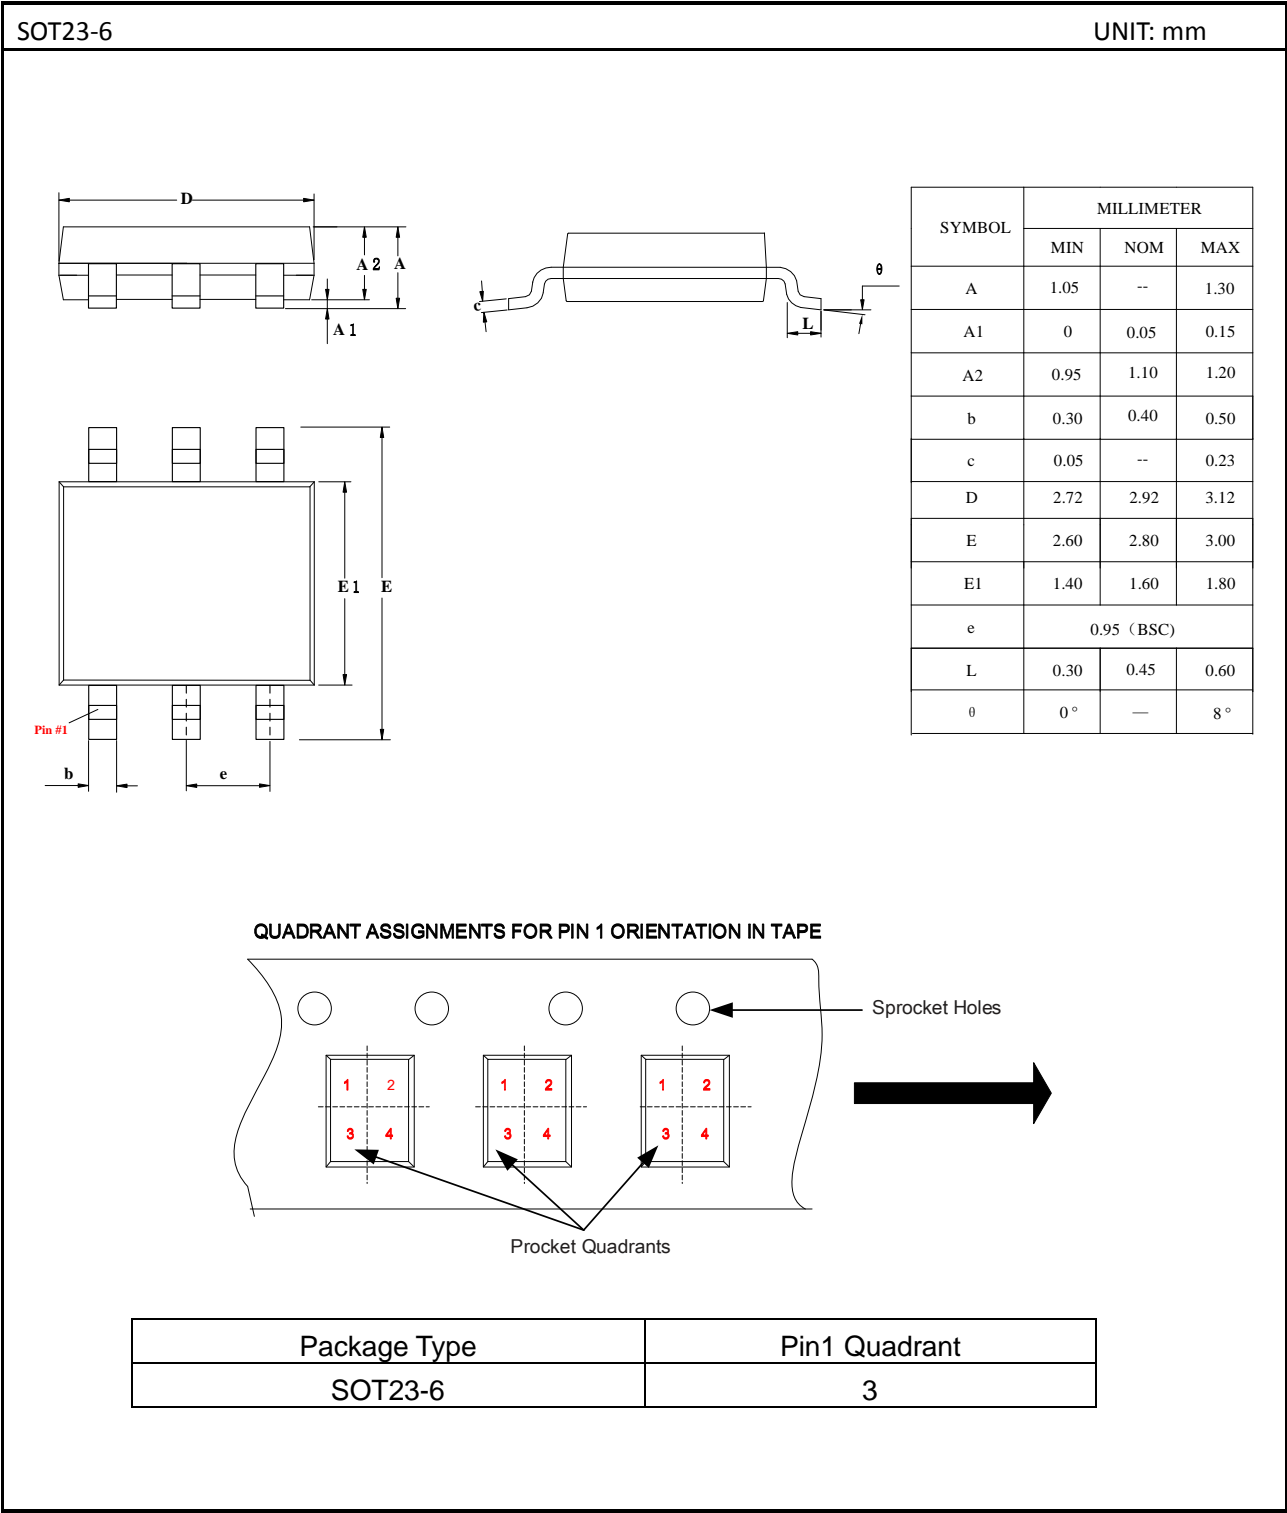 SOT23-6 UNIT: mm
D
A 2 A
A 1
c
L
θ
SYMBOL MILLIMETER
MIN NOM MAX
A 1.05 -- 1.30
A1 0 0.05 0.15
A2 0.95 1.10 1.20
b 0.30 0.40 0.50
c 0.05 -- 0.23
D 2.72 2.92 3.12
E 2.60 2.80 3.00
E1 1.40 1.60 1.80
e 0.95（BSC)
L 0.30 0.45 0.60
θ 0° — 8°
E 1 E
Pin #1
b e
QUADRANT ASSIGNMENTS FOR PIN 1 ORIENTATION IN TAPE
Sprocket Holes
1 2 1 2 1 2
3 4 3 4 3 4
Procket Quadrants
Package Type Pin1 Quadrant
SOT23-6 3